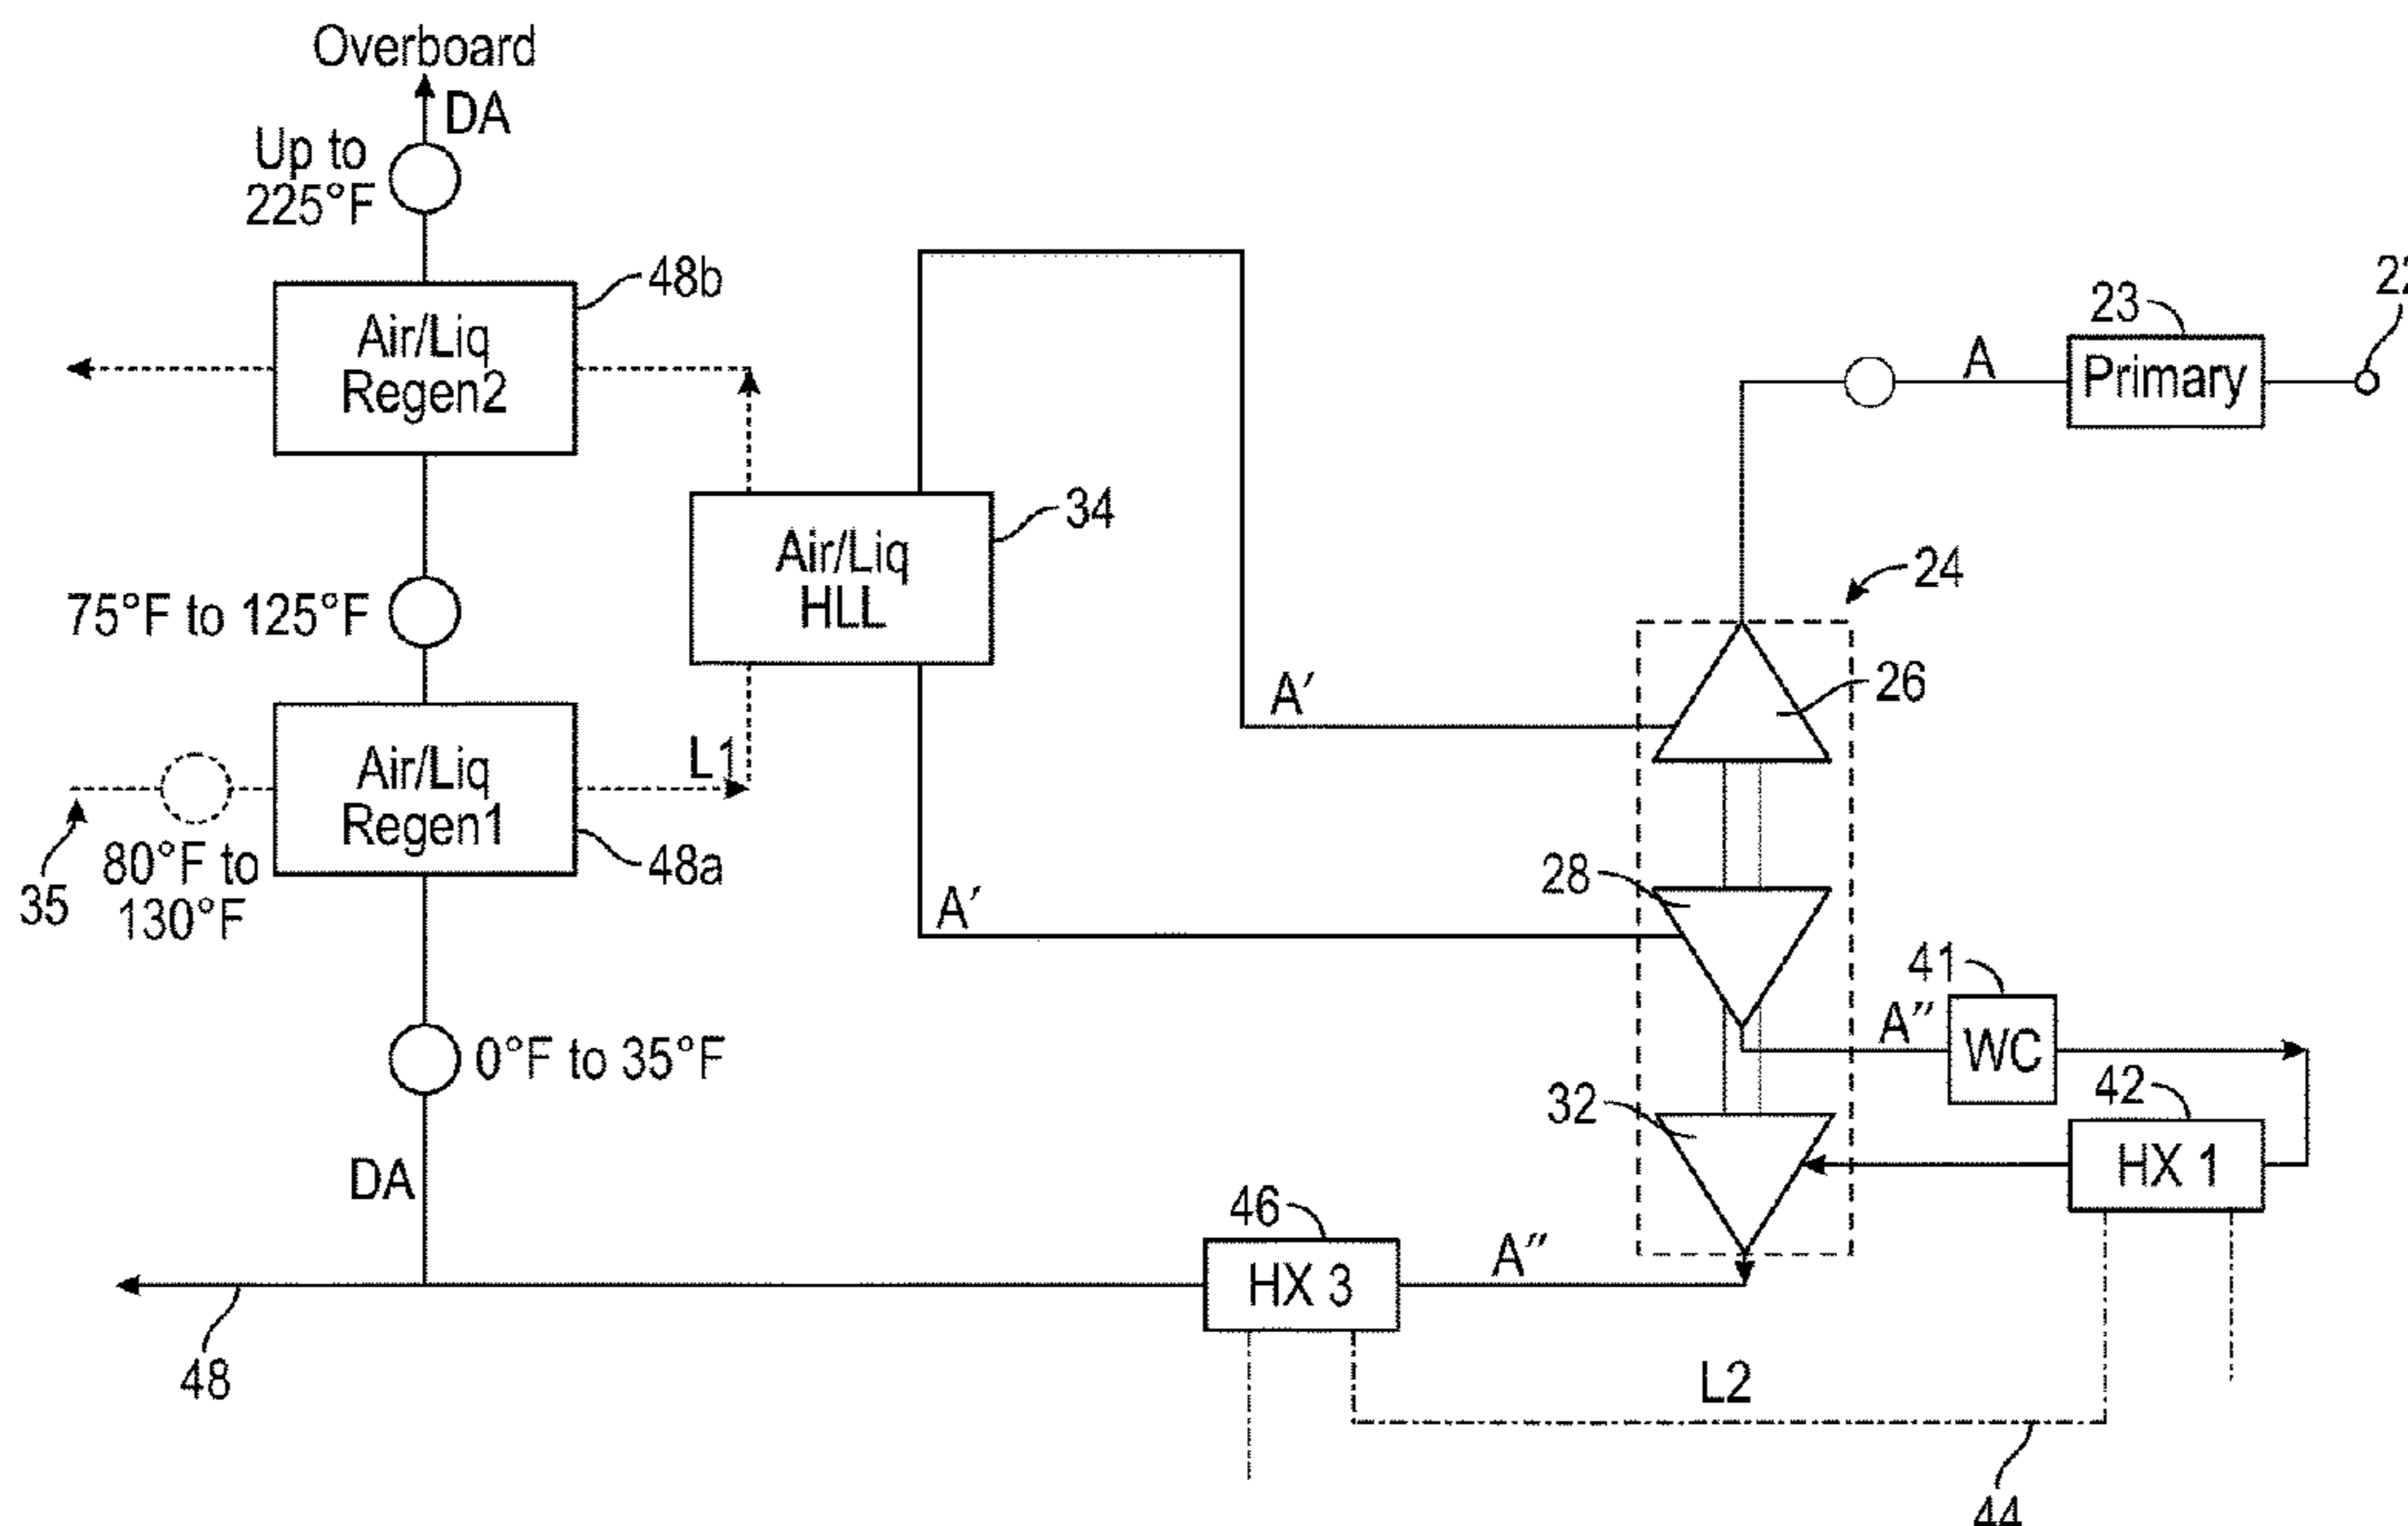 Overboard
DA
Up to
225°F
48b
Air/Liq
Regen2
23
Primary
A
34
Air/Liq
HLL
24
75°F to 125°F
A'
26
Air/Liq
Regen1
L1
48a
35
80°F to
130°F
A'
28
41
A"
WC
0°F to 35°F
32
42
HX 1
DA
46
A"
HX 3
48
L2
44